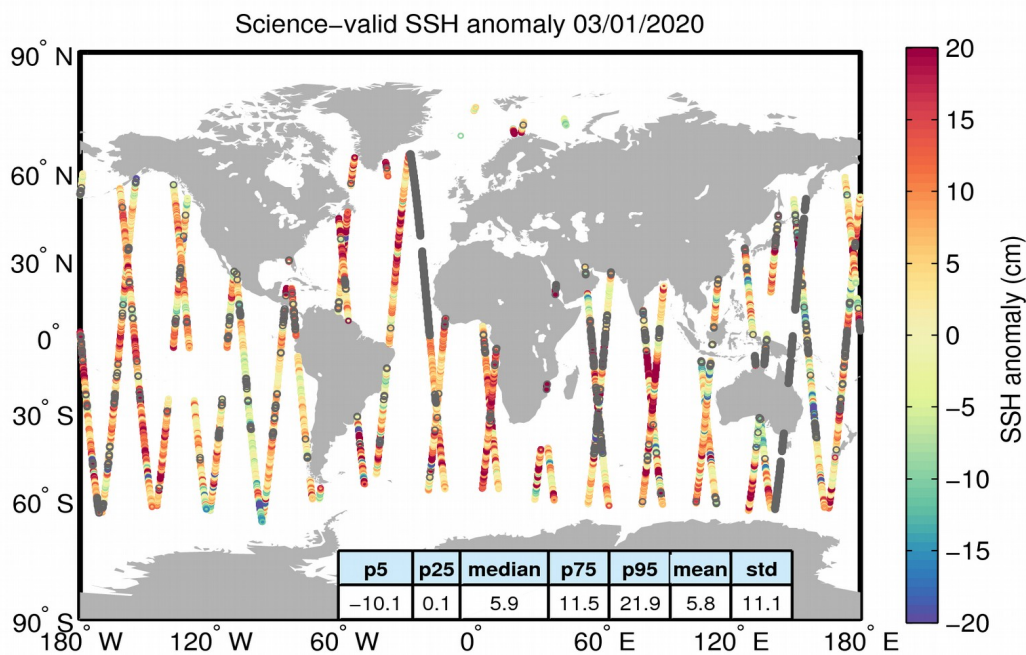 Science−valid SSH anomaly 03/01/2020
90° N
60° N
30° N
0°
30° S
60° S
90° S
180° W
120° W
60° W
0°
60° E
120° E
180° E
p5 p25 median p75 p95 mean std
−10.1 0.1 5.9 11.5 21.9 5.8 11.1
20
15
10
5
0
−5
−10
−15
−20
SSH anomaly (cm)